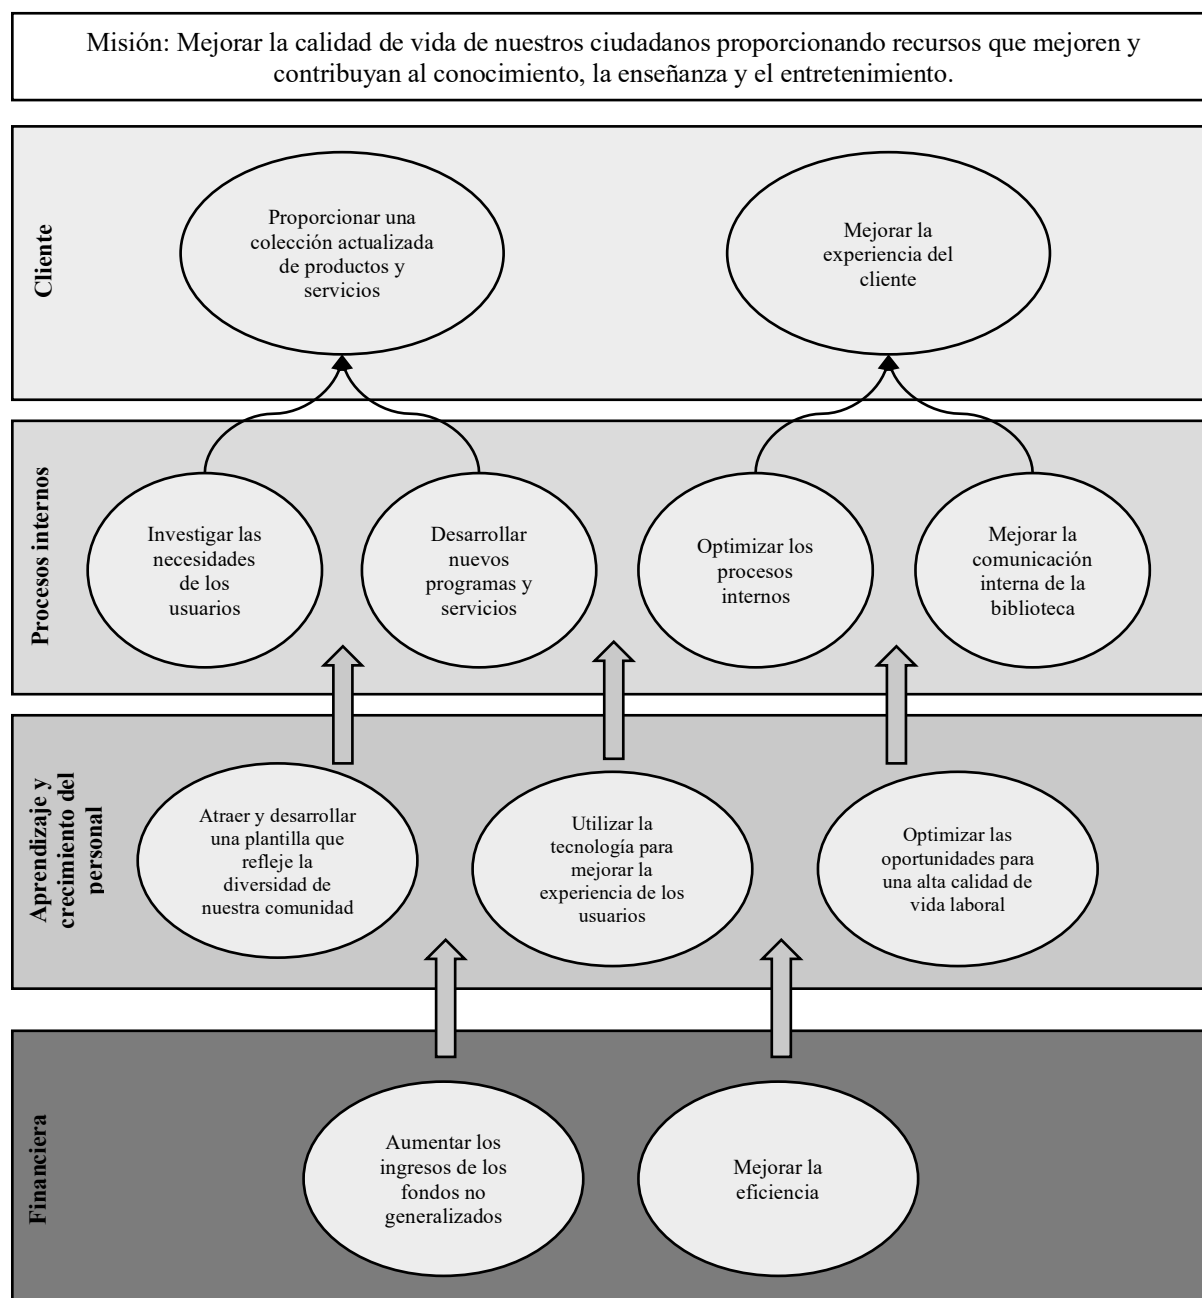 Misión: Mejorar la calidad de vida de nuestros ciudadanos proporcionando recursos que mejoren y
contribuyan al conocimiento, la enseñanza y el entretenimiento.
Cliente
Proporcionar una
colección actualizada
de productos y
servicios
Mejorar la
experiencia del
cliente
Procesos internos
Investigar las
necesidades
de los
usuarios
Desarrollar
nuevos
programas y
servicios
Optimizar los
procesos
internos
Mejorar la
comunicación
interna de la
biblioteca
Aprendizaje y
crecimiento del
personal
Atraer y desarrollar
una plantilla que
refleje la
diversidad de
nuestra comunidad
Utilizar la
tecnología para
mejorar la
experiencia de los
usuarios
Optimizar las
oportunidades para
una alta calidad de
vida laboral
Financiera
Aumentar los
ingresos de los
fondos no
generalizados
Mejorar la
eficiencia